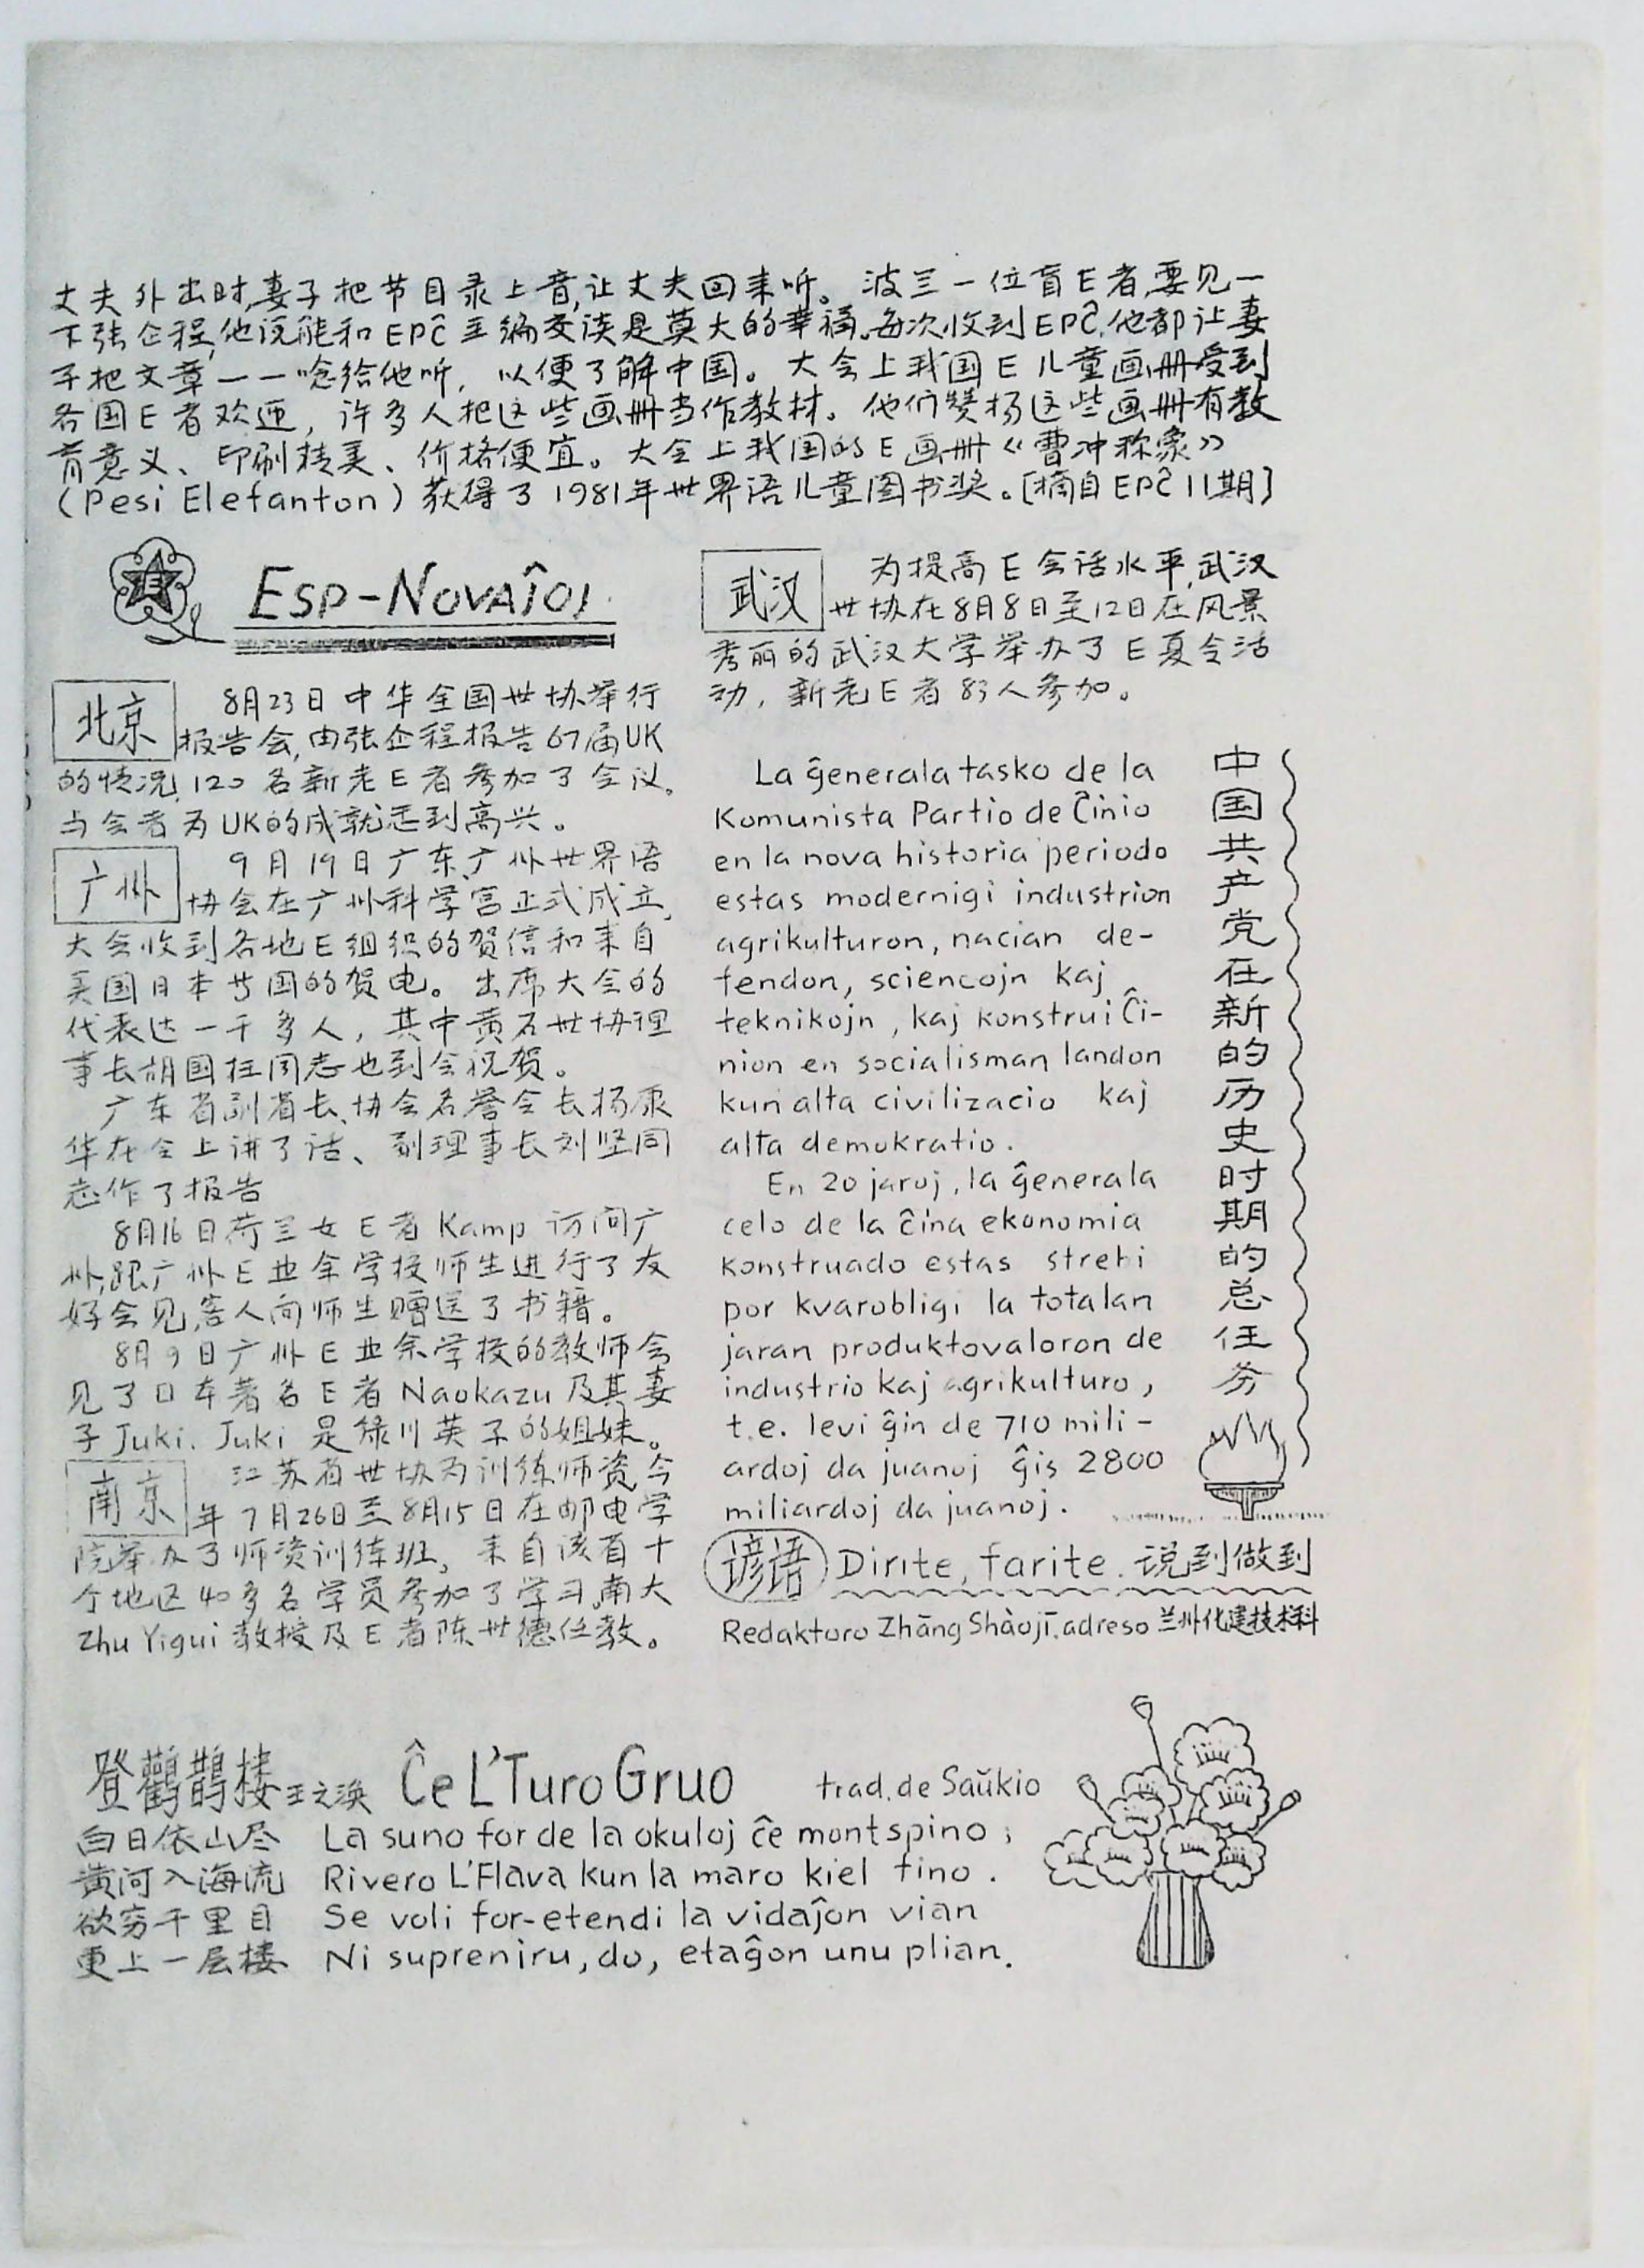 丈夫外出时,妻子把节目录上音,让丈夫回来听。波兰一位盲E者,要见一
下张企程,他说能和EPĈ主编交谈是莫大的幸福。每次收到EPĈ,他都让妻
子把文章一一唸给他听,以便了解中国。大会上我国E儿童画册受到
各国E者欢迎,许多人把这些画册当作教材。他们赞扬这些画册有教
育意义、印刷精美、价格便宜。大会上我国的E画册《曹冲称象》
(Pesi Elefanton)获得了1981年世界语儿童图书奖。[摘自EPĈ11期]
ESP-NOVAĴOJ
北京 8月23日中华全国世协举行
报告会,由张企程报告67届UK
的情况,120名新老E者参加了会议。
与会者为UK的成就感到高兴。
广州 9月19日广东、广州世界语
协会在广州科学宫正式成立,
大会收到各地E组织的贺信和来自
美国日本等国的贺电。出席大会的
代表达一千多人,其中黄石世协理
事长胡国柱同志也到会祝贺。
广东省副省长、协会名誉会长杨康
华在会上讲了话、副理事长刘坚同
志作了报告
8月16日荷兰女E者Kamp访问广
州,跟广州E业余学校师生进行了友
好会见,客人向师生赠送了书籍。
8月9日广州E业余学校的教师会
见了日本著名E者Naokazu及其妻
子Juki. Juki是绿川英子的姐妹。
南京 江苏省世协为训练师资,今
年7月26日至8月15日在邮电学
院举办了师资训练班。来自该省十
个地区40多名学员参加了学习,南大
Zhu Yigui教授及E者陈世德任教。
武汉 为提高E会话水平,武汉
世协在8月8日至12日在风景
秀丽的武汉大学举办了E夏令活
动,新老E者83人参加。
中国共产党在新的历史时期的总任务
La ĝenerala tasko de la
Komunista Partio de Ĉinio
en la nova historia periodo
estas modernigi industrion
agrikulturon, nacian de-
fendon, sciencojn kaj
teknikojn, kaj konstrui Ĉi-
nion en socialisman landon
kun alta civilizacio kaj
alta demokratio.
En 20 jaroj, la ĝenerala
celo de la ĉina ekonomia
konstruado estas strebi
por kvarobligi la totalan
jaran produktovaloron de
industrio kaj agrikulturo,
t.e. levi ĝin de 710 mili-
ardoj da juanoj ĝis 2800
miliardoj da juanoj.
谚语 Dirite, farite. 说到做到
Redaktoro Zhāng Shàojī. adreso 兰州化建技术科
登鸛鹊楼 王之涣 Ĉe L'Turo Gruo trad. de Saŭkio
白日依山尽 La suno for de la okuloj ĉe montspino;
黄河入海流 Rivero L'Flava kun la maro kiel fino.
欲穷千里目 Se voli for-etendi la vidaĵon vian
更上一层楼 Ni supreniru, do, etaĝon unu plian.